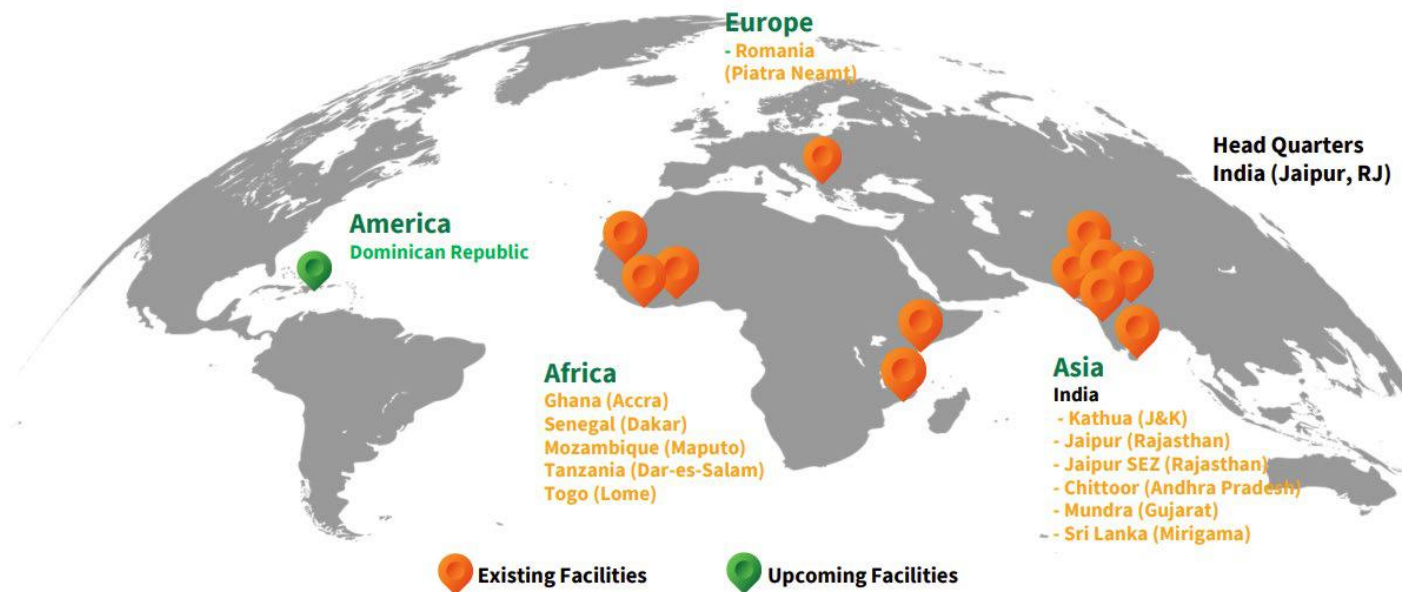 Europe
- Romania
(Piatra Neamt)
Head Quarters
India (Jaipur, RJ)
America
Dominican Republic
Africa
Ghana (Accra)
Senegal (Dakar)
Mozambique (Maputo)
Tanzania (Dar-es-Salam)
Togo (Lome)
Asia
India
- Kathua (J&K)
- Jaipur (Rajasthan)
- Jaipur SEZ (Rajasthan)
- Chittoor (Andhra Pradesh)
- Mundra (Gujarat)
- Sri Lanka (Mirigama)
Existing Facilities
Upcoming Facilities